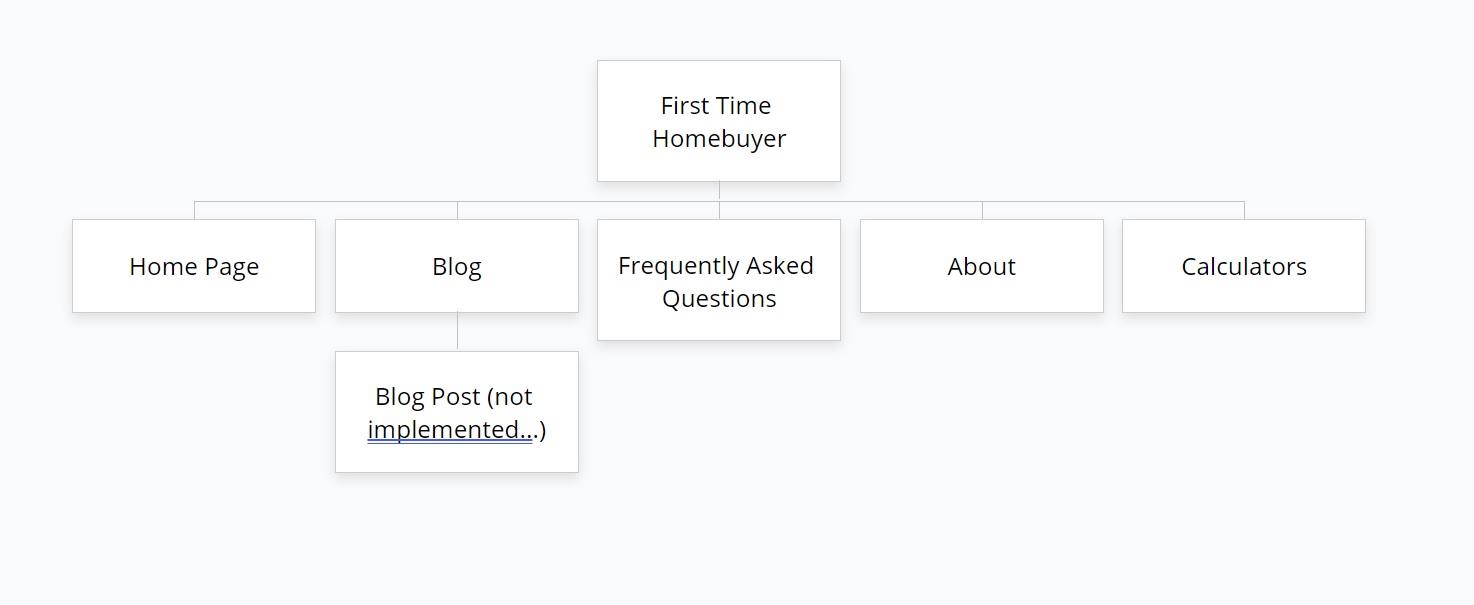 First Time
Homebuyer
Home Page
Blog
Frequently Asked
Questions
About
Calculators
Blog Post (not
implemented...)